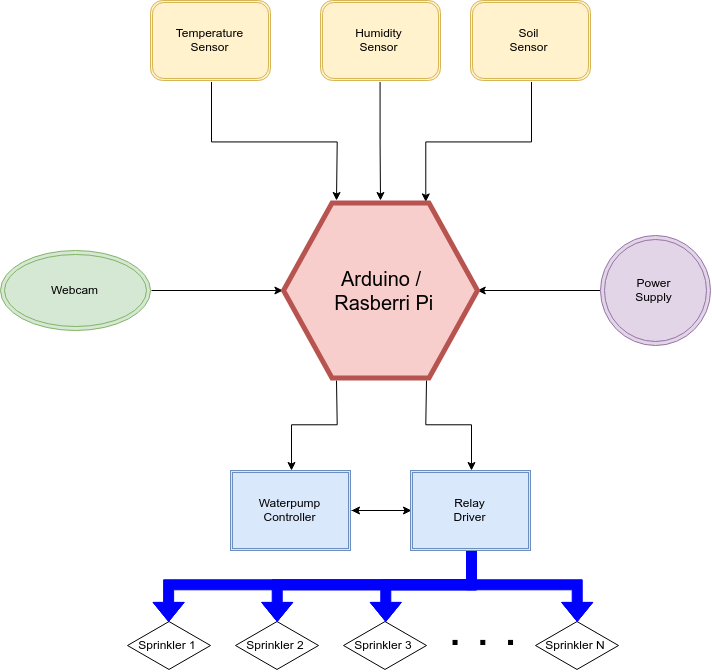 Temperature
Sensor
Humidity
Sensor
Soil
Sensor
Webcam
Arduino /
Rasberri Pi
Power
Supply
Waterpump
Controller
Relay
Driver
Sprinkler 1
Sprinkler 2
Sprinkler 3
. . .
Sprinkler N